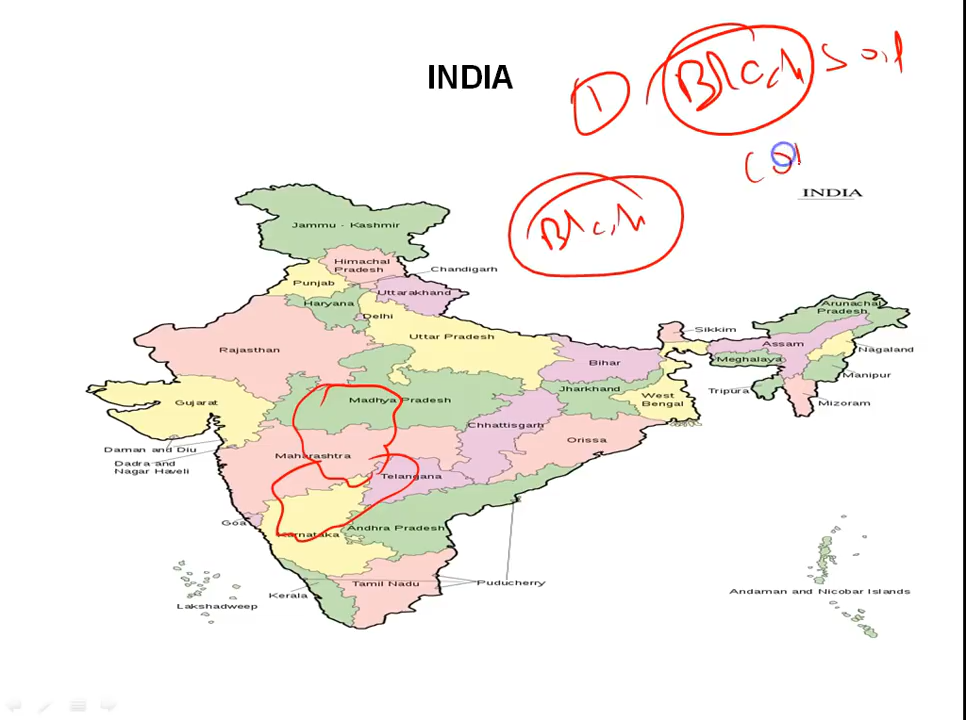 INDIA
1) Black Soil
INDIA
Black
Jammu - Kashmir
Himachal
Pradesh
Chandigarh
Punjab
Uttarakhand
Haryana
Delhi
Arunachal
Pradesh
Sikkim
Uttar Pradesh
Assam
Rajasthan
Nagaland
Bihar
Meghalaya
Manipur
Jharkhand
Tripura
Madhya Pradesh
West
Bengal
Mizoram
Gujarat
Chhattisgarh
Orissa
Daman and Diu
Maharashtra
Dadra and
Nagar Haveli
Telangana
Goa
Andhra Pradesh
Karnataka
Puducherry
Tamil Nadu
Andaman and Nicobar Islands
Kerala
Lakshadweep